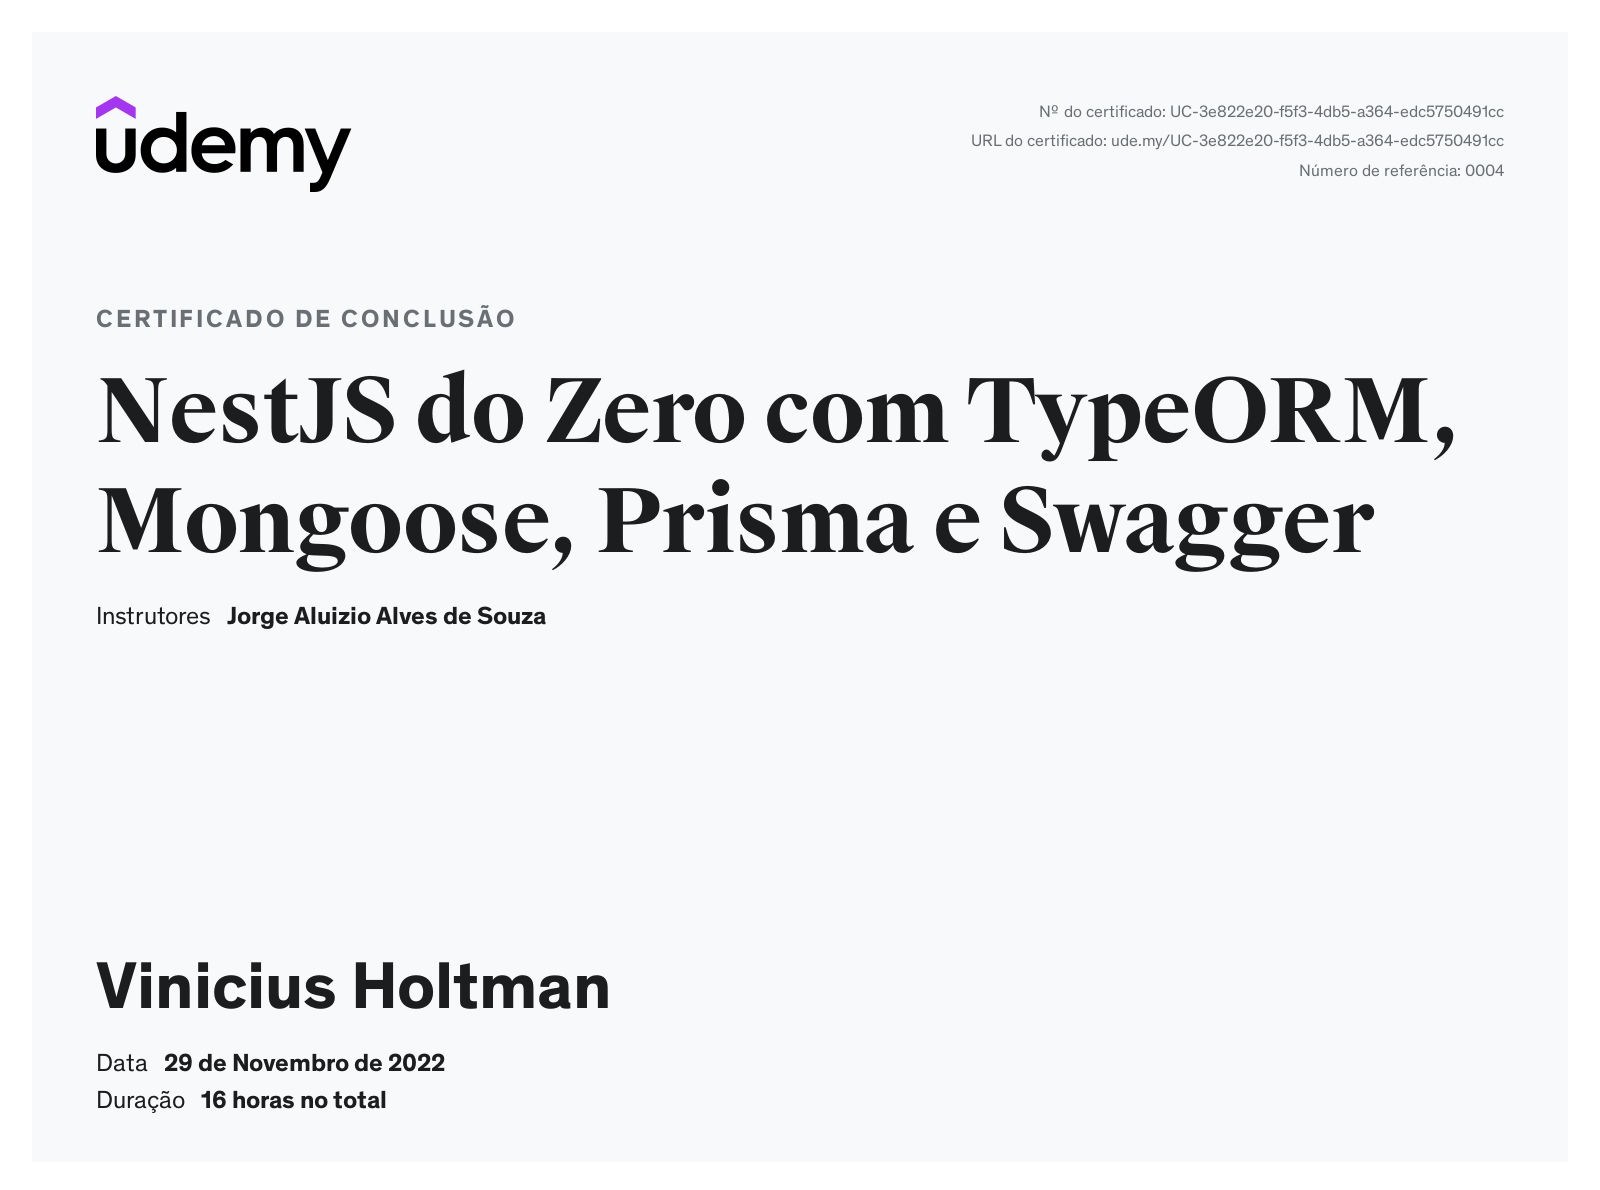 udemy
Nº do certificado: UC-3e822e20-f5f3-4db5-a364-edc5750491cc
URL do certificado: ude.my/UC-3e822e20-f5f3-4db5-a364-edc5750491cc
Número de referência: 0004
CERTIFICADO DE CONCLUSÃO
NestJS do Zero com TypeORM,
Mongoose, Prisma e Swagger
Instrutores Jorge Aluizio Alves de Souza
Vinicius Holtman
Data 29 de Novembro de 2022
Duração 16 horas no total